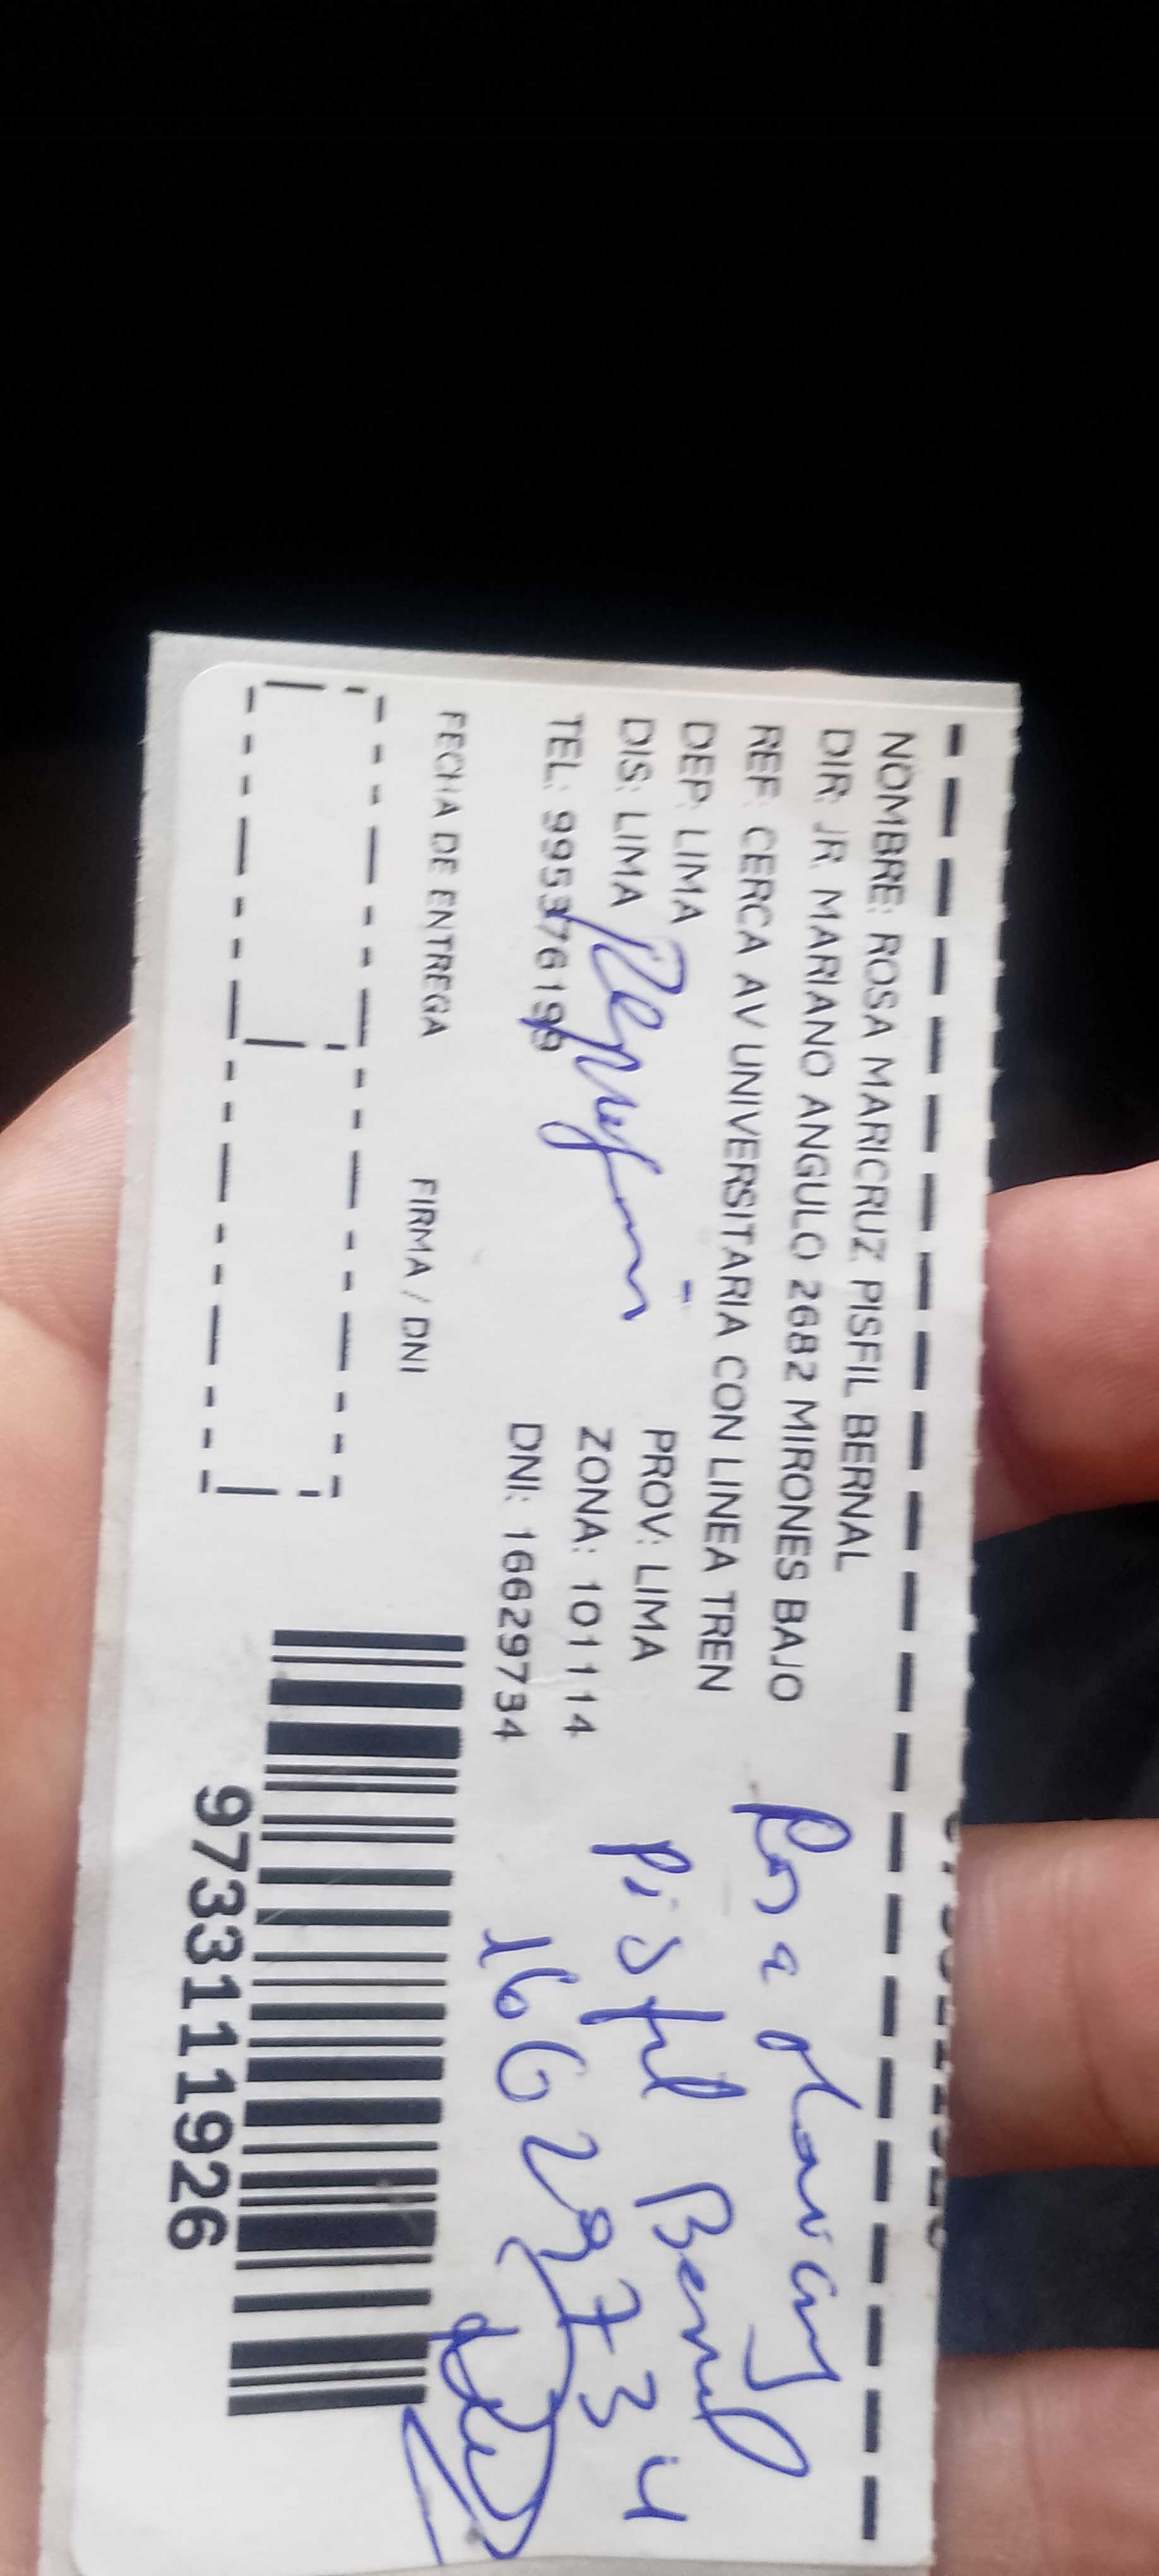 NOMBRE: ROSA MARICRUZ PISFIL BERNAL
DIR: JR MARIANO ANGULO 2682 MIRONES BAJO
REF: CERCA AV UNIVERSITARIA CON LINEA TREN
DEP: LIMA
PROV: LIMA
DIS: LIMA
ZONA: 101114
TEL: 995376199
DNI: 16629734
FECHA DE ENTREGA
FIRMA / DNI
Rosa Maricruz
Pisfil Bernal
16629734
9733111926